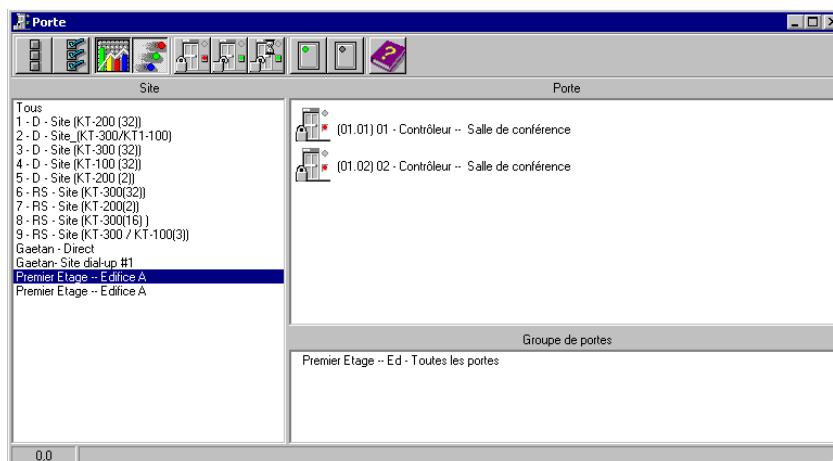 Porte
Site
Porte
Tous
1 - D - Site (KT-200 (32))
2 - D - Site_(KT-300/KT1-100)
3 - D - Site (KT-300 (32))
4 - D - Site (KT-100 (32))
5 - D - Site (KT-200 (2))
6 - RS - Site (KT-300(32))
7 - RS - Site (KT-200(2))
8 - RS - Site (KT-300(16) )
9 - RS - Site (KT-300 / KT-100(3))
Gaetan - Direct
Gaetan- Site dial-up #1
Premier Etage -- Edifice A
Premier Etage -- Edifice A
(01.01) 01 - Contrôleur -- Salle de conférence
(01.02) 02 - Contrôleur -- Salle de conférence
Groupe de portes
Premier Etage -- Ed - Toutes les portes
0,0